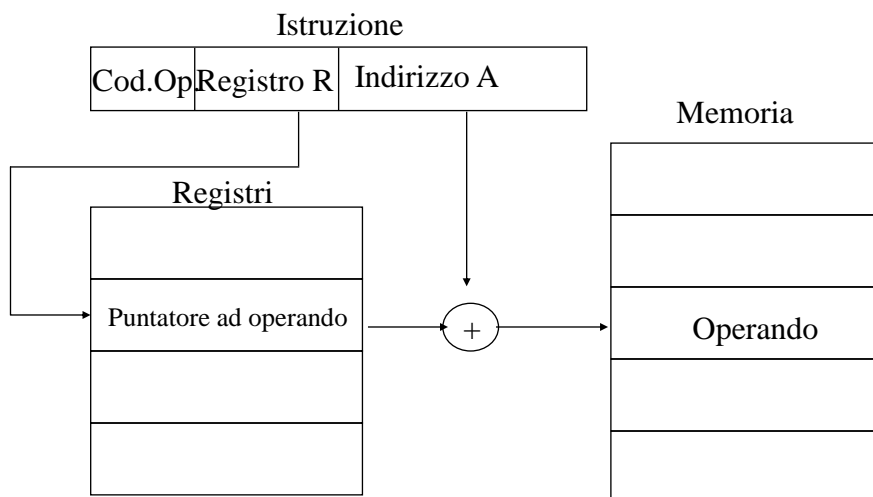 Istruzione
Cod.Op. Registro R Indirizzo A
Memoria
Registri
Puntatore ad operando
+
Operando